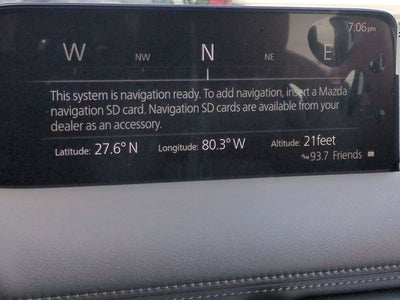 7:06pm
W NW N NE E
This system is navigation ready. To add navigation, insert a Mazda
navigation SD card. Navigation SD cards are available from your
dealer as an accessory.
Latitude: 27.6° N Longitude: 80.3° W Altitude: 21feet
93.7 Friends